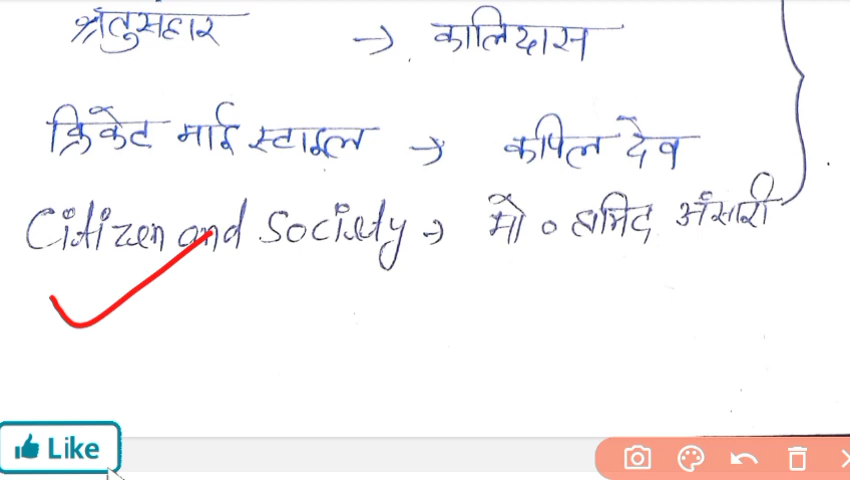 ऋतुसंहार → कालिदास
क्रिकेट माई स्टाइल → कपिल देव
Citizen and Society → मो० हामिद अंसारी
Like